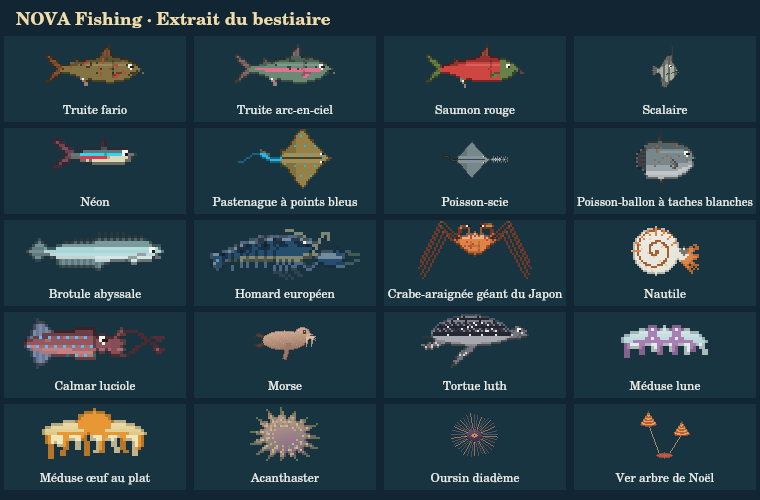 NOVA Fishing · Extrait du bestiaire
Truite fario
Truite arc-en-ciel
Saumon rouge
Scalaire
Néon
Pastenague à points bleus
Poisson-scie
Poisson-ballon à taches blanches
Brotule abyssale
Homard européen
Crabe-araignée géant du Japon
Nautile
Calmar luciole
Morse
Tortue luth
Méduse lune
Méduse œuf au plat
Acanthaster
Oursin diadème
Ver arbre de Noël